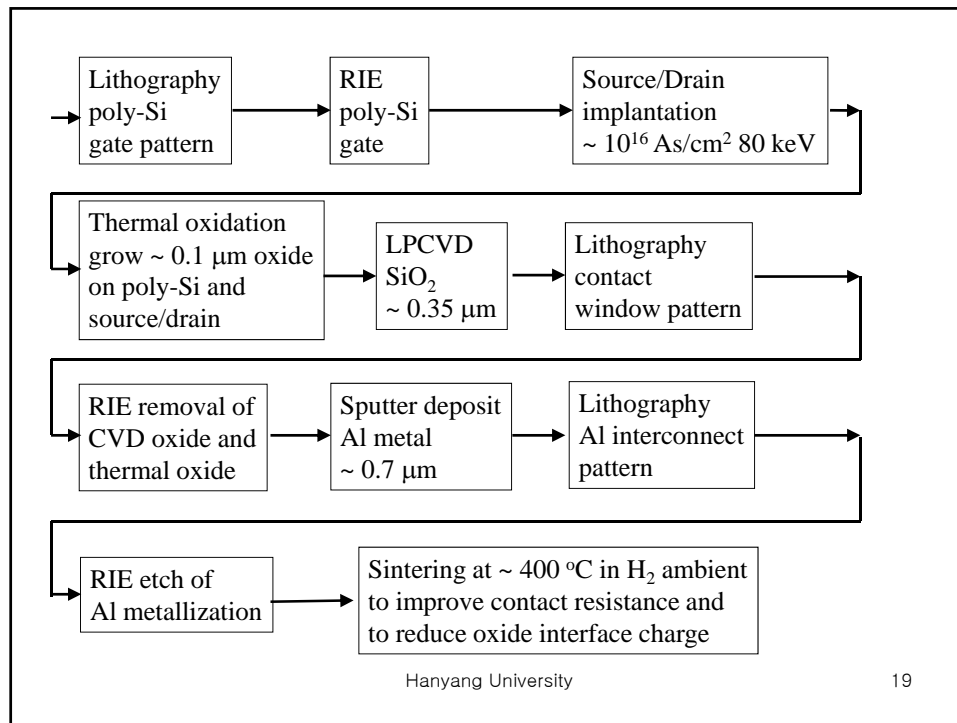 Lithography
poly-Si
gate pattern
RIE
poly-Si
gate
Source/Drain
implantation
~ 10¹⁶ As/cm² 80 keV
Thermal oxidation
grow ~ 0.1 μm oxide
on poly-Si and
source/drain
LPCVD
SiO₂
~ 0.35 μm
Lithography
contact
window pattern
RIE removal of
CVD oxide and
thermal oxide
Sputter deposit
Al metal
~ 0.7 μm
Lithography
Al interconnect
pattern
RIE etch of
Al metallization
Sintering at ~ 400 ᵒC in H₂ ambient
to improve contact resistance and
to reduce oxide interface charge
Hanyang University
19